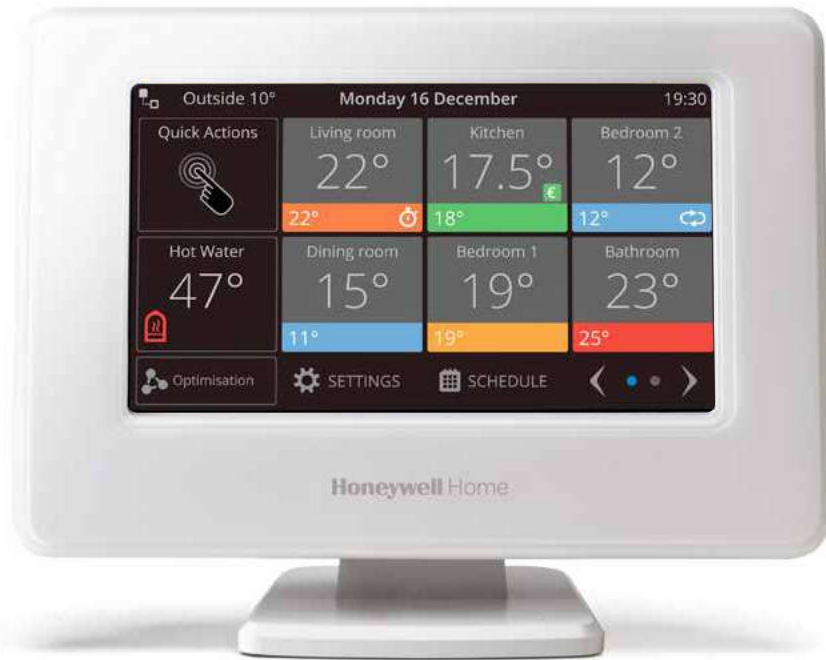 Outside 10° Monday 16 December 19:30
Quick Actions
Living room
22°
22°
Kitchen
17.5°
€
18°
Bedroom 2
12°
12°
Hot Water
47°
Dining room
15°
11°
Bedroom 1
19°
19°
Bathroom
23°
25°
Optimisation SETTINGS SCHEDULE
Honeywell Home